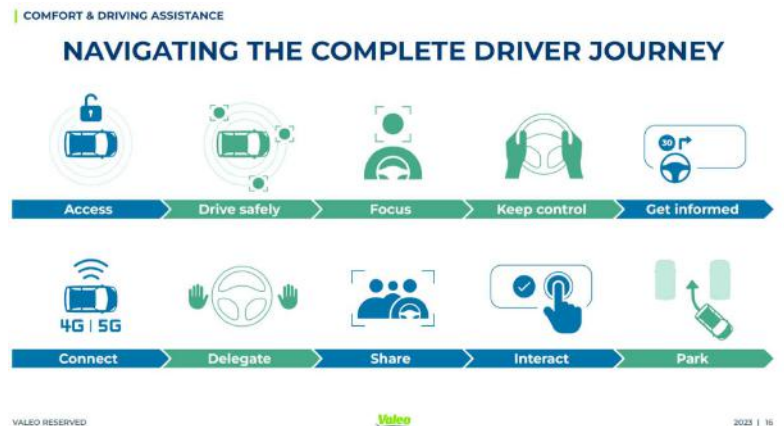 COMFORT & DRIVING ASSISTANCE
NAVIGATING THE COMPLETE DRIVER JOURNEY
30
Access
Drive safely
Focus
Keep control
Get informed
4G | 5G
Connect
Delegate
Share
Interact
Park
VALEO RESERVED
Valeo
2023 | 16